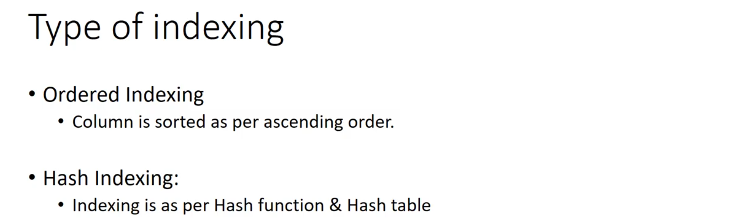 Type of indexing
• Ordered Indexing
• Column is sorted as per ascending order.
• Hash Indexing:
• Indexing is as per Hash function & Hash table